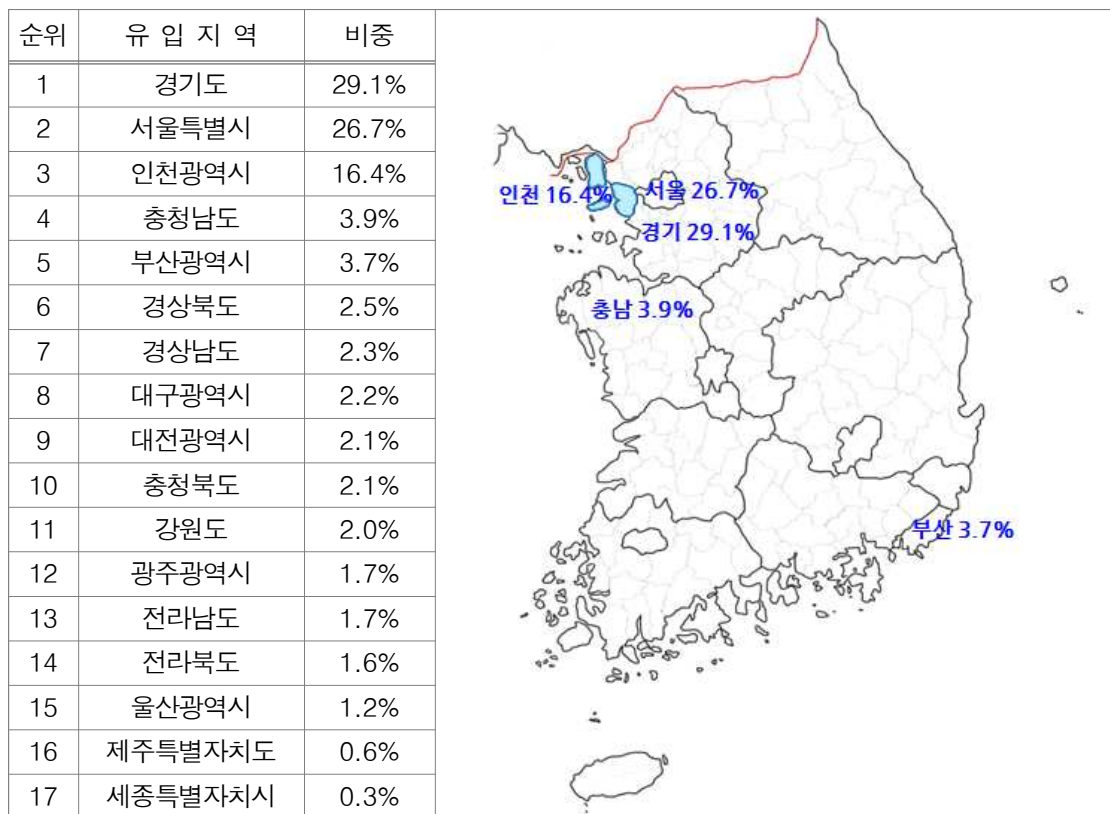 순위 유 입 지 역 비중
1 경기도 29.1%
2 서울특별시 26.7%
3 인천광역시 16.4%
4 충청남도 3.9%
5 부산광역시 3.7%
6 경상북도 2.5%
7 경상남도 2.3%
8 대구광역시 2.2%
9 대전광역시 2.1%
10 충청북도 2.1%
11 강원도 2.0%
12 광주광역시 1.7%
13 전라남도 1.7%
14 전라북도 1.6%
15 울산광역시 1.2%
16 제주특별자치도 0.6%
17 세종특별자치시 0.3%
인천 16.4% 서울 26.7%
경기 29.1%
충남 3.9%
부산 3.7%